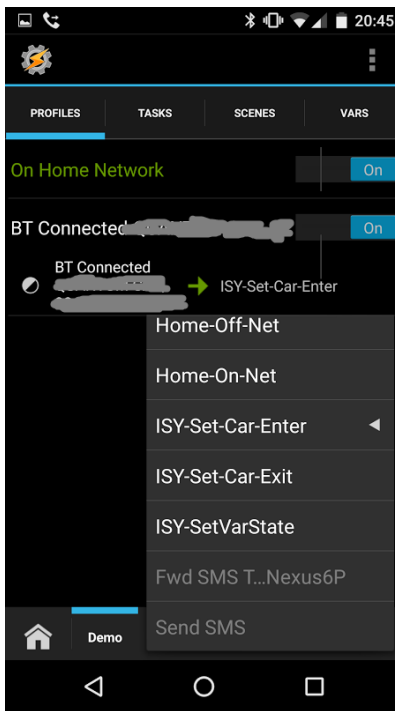 20:45
PROFILES TASKS SCENES VARS
On Home Network On
BT Connected On
BT Connected
ISY-Set-Car-Enter
Home-Off-Net
Home-On-Net
ISY-Set-Car-Enter
ISY-Set-Car-Exit
ISY-SetVarState
Fwd SMS T...Nexus6P
Send SMS
Demo